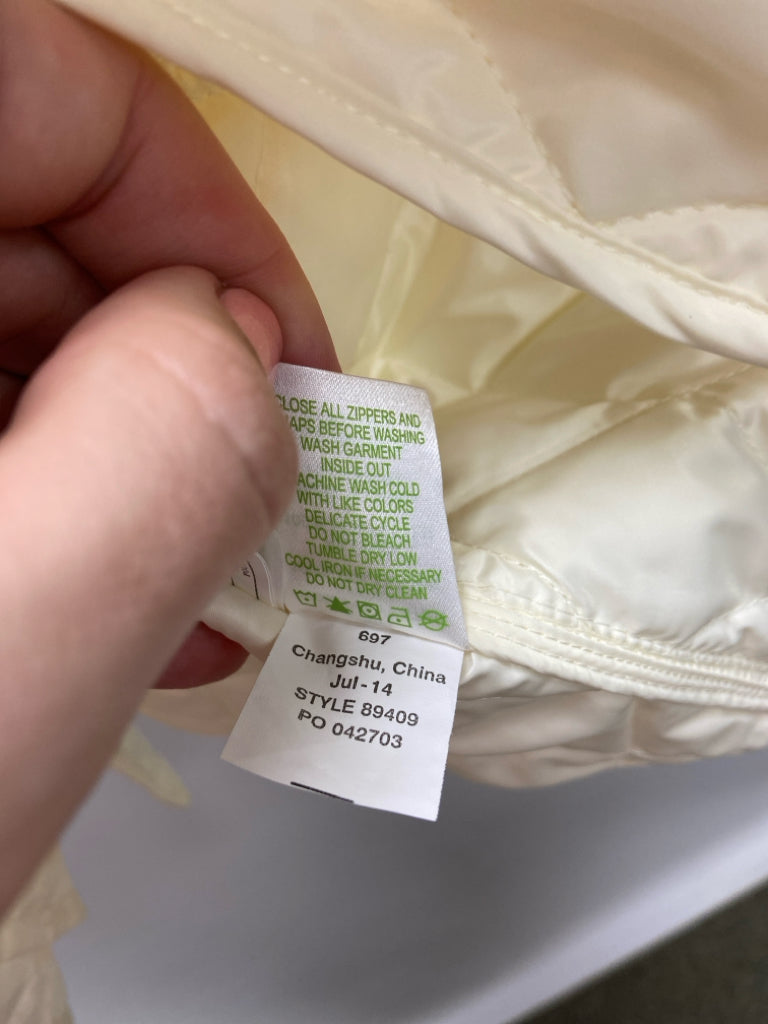 CLOSE ALL ZIPPERS AND
APS BEFORE WASHING
WASH GARMENT
INSIDE OUT
ACHINE WASH COLD
WITH LIKE COLORS
DELICATE CYCLE
DO NOT BLEACH
TUMBLE DRY LOW
COOL IRON IF NECESSARY
DO NOT DRY CLEAN
697
Changshu, China
Jul-14
STYLE 89409
PO 042703